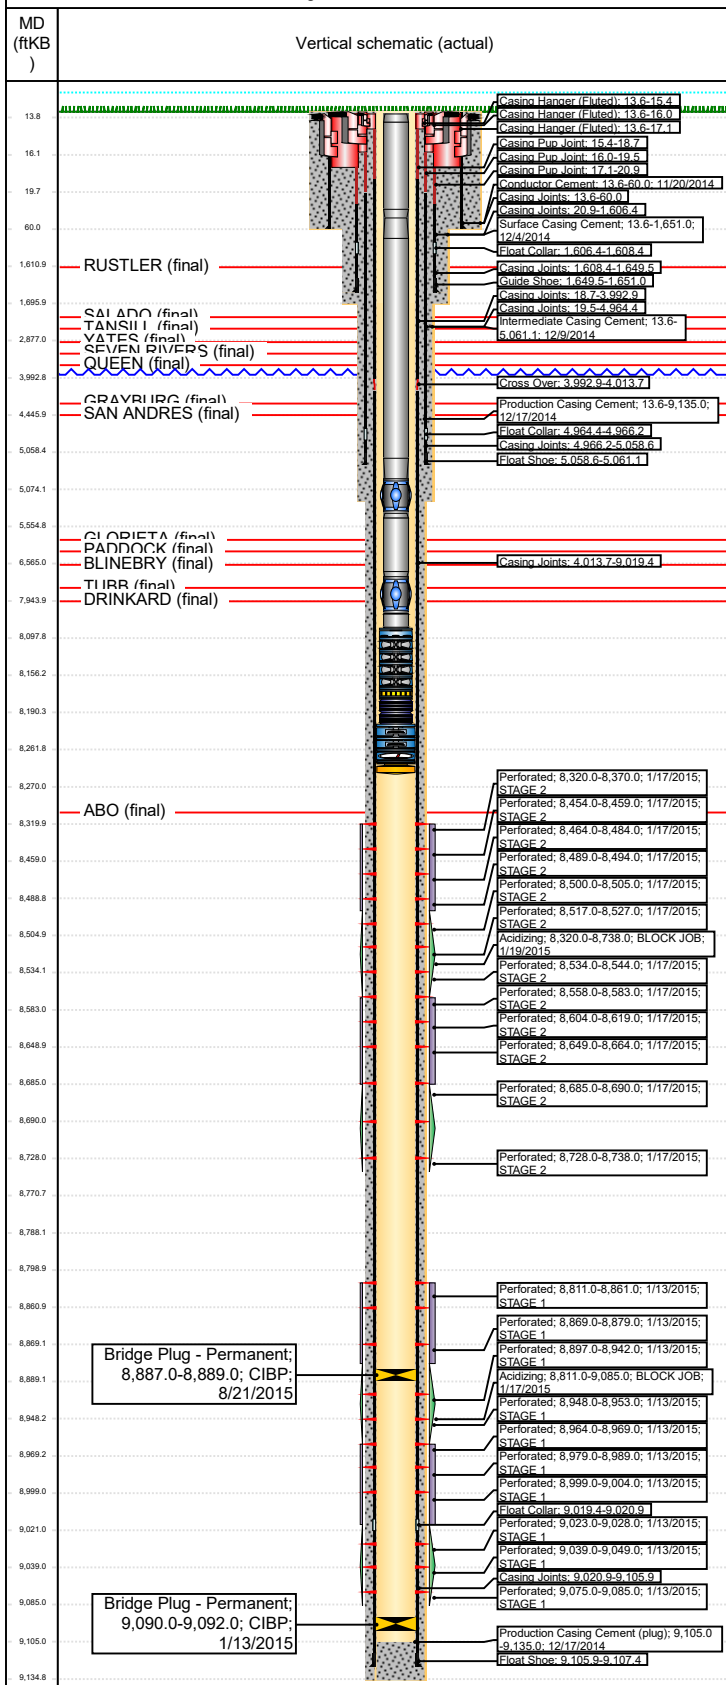 MD
(ftKB
)
Vertical schematic (actual)
13.8
16.1
19.7
60.0
1,610.9
1,695.9
2,877.0
3,992.8
4,445.9
5,058.4
5,074.1
5,554.8
6,565.0
7,943.9
8,097.8
8,156.2
8,190.3
8,261.8
8,270.0
8,319.9
8,459.0
8,488.8
8,504.9
8,534.1
8,583.0
8,648.9
8,685.0
8,690.0
8,728.0
8,770.7
8,788.1
8,798.9
8,860.9
8,869.1
8,889.1
8,948.2
8,969.2
8,999.0
9,021.0
9,039.0
9,085.0
9,105.0
9,134.8
RUSTLER (final)
SALADO (final)
TANSILL (final)
YATES (final)
SEVEN RIVERS (final)
QUEEN (final)
GRAYBURG (final)
SAN ANDRES (final)
GLORIETA (final)
PADDOCK (final)
BLINEBRY (final)
TUBB (final)
DRINKARD (final)
ABO (final)
Bridge Plug - Permanent;
8,887.0-8,889.0; CIBP;
8/21/2015
Bridge Plug - Permanent;
9,090.0-9,092.0; CIBP;
1/13/2015
Casing Hanger (Fluted); 13.6-15.4
Casing Hanger (Fluted); 13.6-16.0
Casing Hanger (Fluted); 13.6-17.1
Casing Pup Joint; 15.4-18.7
Casing Pup Joint; 16.0-19.5
Casing Pup Joint; 17.1-20.9
Conductor Cement; 13.6-60.0; 11/20/2014
Casing Joints; 13.6-60.0
Casing Joints; 20.9-1,606.4
Surface Casing Cement; 13.6-1,651.0;
12/4/2014
Float Collar; 1,606.4-1,608.4
Casing Joints; 1,608.4-1,649.5
Guide Shoe; 1,649.5-1,651.0
Casing Joints; 18.7-3,992.9
Casing Joints; 19.5-4,964.4
Intermediate Casing Cement; 13.6-
5,061.1; 12/9/2014
Cross Over; 3,992.9-4,013.7
Production Casing Cement; 13.6-9,135.0;
12/17/2014
Float Collar; 4,964.4-4,966.2
Casing Joints; 4,966.2-5,058.6
Float Shoe; 5,058.6-5,061.1
Casing Joints; 4,013.7-9,019.4
Perforated; 8,320.0-8,370.0; 1/17/2015;
STAGE 2
Perforated; 8,454.0-8,459.0; 1/17/2015;
STAGE 2
Perforated; 8,464.0-8,484.0; 1/17/2015;
STAGE 2
Perforated; 8,489.0-8,494.0; 1/17/2015;
STAGE 2
Perforated; 8,500.0-8,505.0; 1/17/2015;
STAGE 2
Perforated; 8,517.0-8,527.0; 1/17/2015;
STAGE 2
Acidizing; 8,320.0-8,738.0; BLOCK JOB;
1/19/2015
Perforated; 8,534.0-8,544.0; 1/17/2015;
STAGE 2
Perforated; 8,558.0-8,583.0; 1/17/2015;
STAGE 2
Perforated; 8,604.0-8,619.0; 1/17/2015;
STAGE 2
Perforated; 8,649.0-8,664.0; 1/17/2015;
STAGE 2
Perforated; 8,685.0-8,690.0; 1/17/2015;
STAGE 2
Perforated; 8,728.0-8,738.0; 1/17/2015;
STAGE 2
Perforated; 8,811.0-8,861.0; 1/13/2015;
STAGE 1
Perforated; 8,869.0-8,879.0; 1/13/2015;
STAGE 1
Perforated; 8,897.0-8,942.0; 1/13/2015;
STAGE 1
Acidizing; 8,811.0-9,085.0; BLOCK JOB;
1/17/2015
Perforated; 8,948.0-8,953.0; 1/13/2015;
STAGE 1
Perforated; 8,964.0-8,969.0; 1/13/2015;
STAGE 1
Perforated; 8,979.0-8,989.0; 1/13/2015;
STAGE 1
Perforated; 8,999.0-9,004.0; 1/13/2015;
STAGE 1
Float Collar; 9,019.4-9,020.9
Perforated; 9,023.0-9,028.0; 1/13/2015;
STAGE 1
Perforated; 9,039.0-9,049.0; 1/13/2015;
STAGE 1
Casing Joints; 9,020.9-9,105.9
Perforated; 9,075.0-9,085.0; 1/13/2015;
STAGE 1
Production Casing Cement (plug); 9,105.0
-9,135.0; 12/17/2014
Float Shoe; 9,105.9-9,107.4